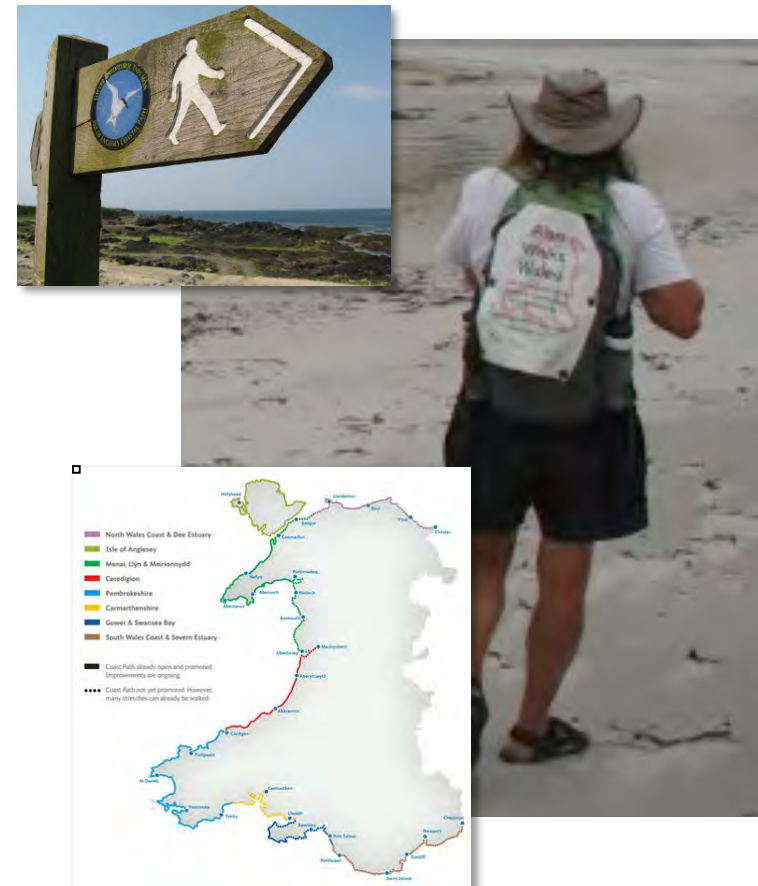 Alan
Walks
Wales
North Wales Coast & Dee Estuary
Isle of Anglesey
Menai, Llŷn & Meirionnydd
Ceredigion
Pembrokeshire
Carmarthenshire
Gower & Swansea Bay
South Wales Coast & Severn Estuary
Coast Path already open and promoted.
Improvements are ongoing.
Coast Path not yet promoted. However,
many stretches can already be walked.
Holyhead
Llandudno
Rhyl
Flint
Chester
Bangor
Caernarfon
Nefyn
Porthmadog
Abersoch
Harlech
Aberdaron
Barmouth
Machynlleth
Aberdovey
Aberystwyth
Aberaeron
Cardigan
Fishguard
St Davids
Carmarthen
Tenby
Llanelli
Swansea
Port Talbot
Porthcawl
Chepstow
Newport
Cardiff
Barry Island